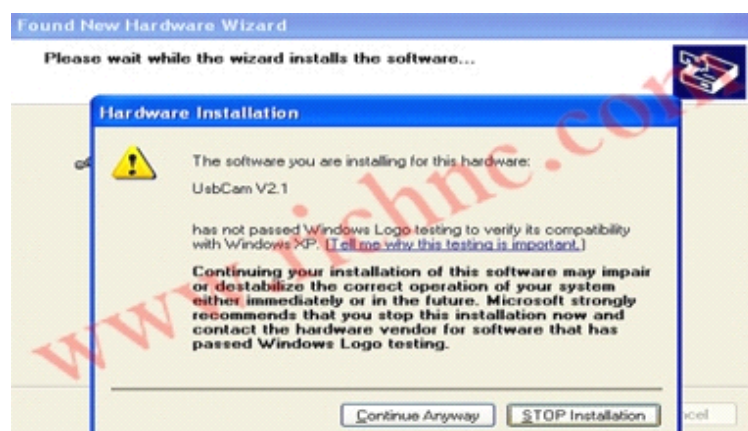 Found New Hardware Wizard
Please wait while the wizard installs the software...
Hardware Installation
The software you are installing for this hardware:
UsbCam V2.1
has not passed Windows Logo testing to verify its compatibility
with Windows XP. (Tell me why this testing is important.)
Continuing your installation of this software may impair
or destabilize the correct operation of your system
either immediately or in the future. Microsoft strongly
recommends that you stop this installation now and
contact the hardware vendor for software that has
passed Windows Logo testing.
Continue Anyway
STOP Installation
www.richnc.com